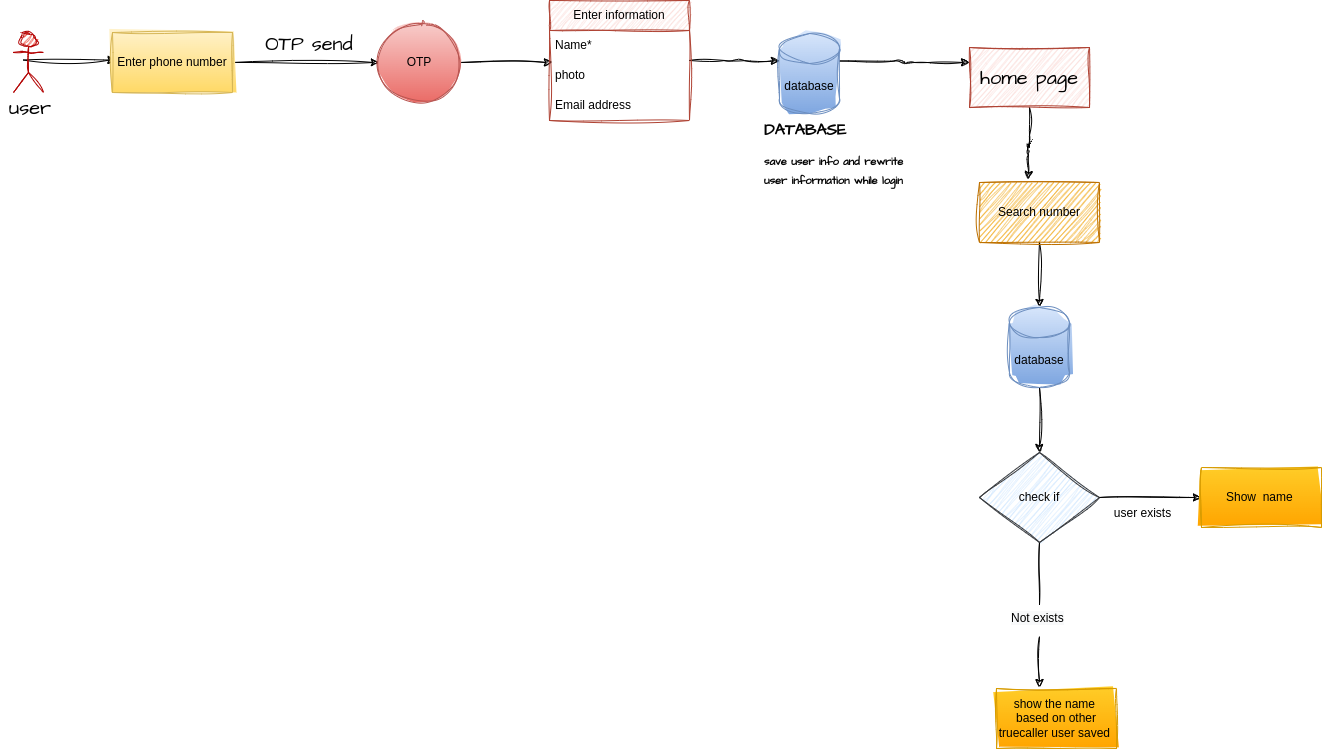 user
Enter phone number
OTP send
OTP
Enter information
Name*
photo
Email address
database
DATABASE
save user info and rewrite
user information while login
home page
Search number
database
check if
user exists
Show  name
Not exists
show the name
based on other
truecaller user saved